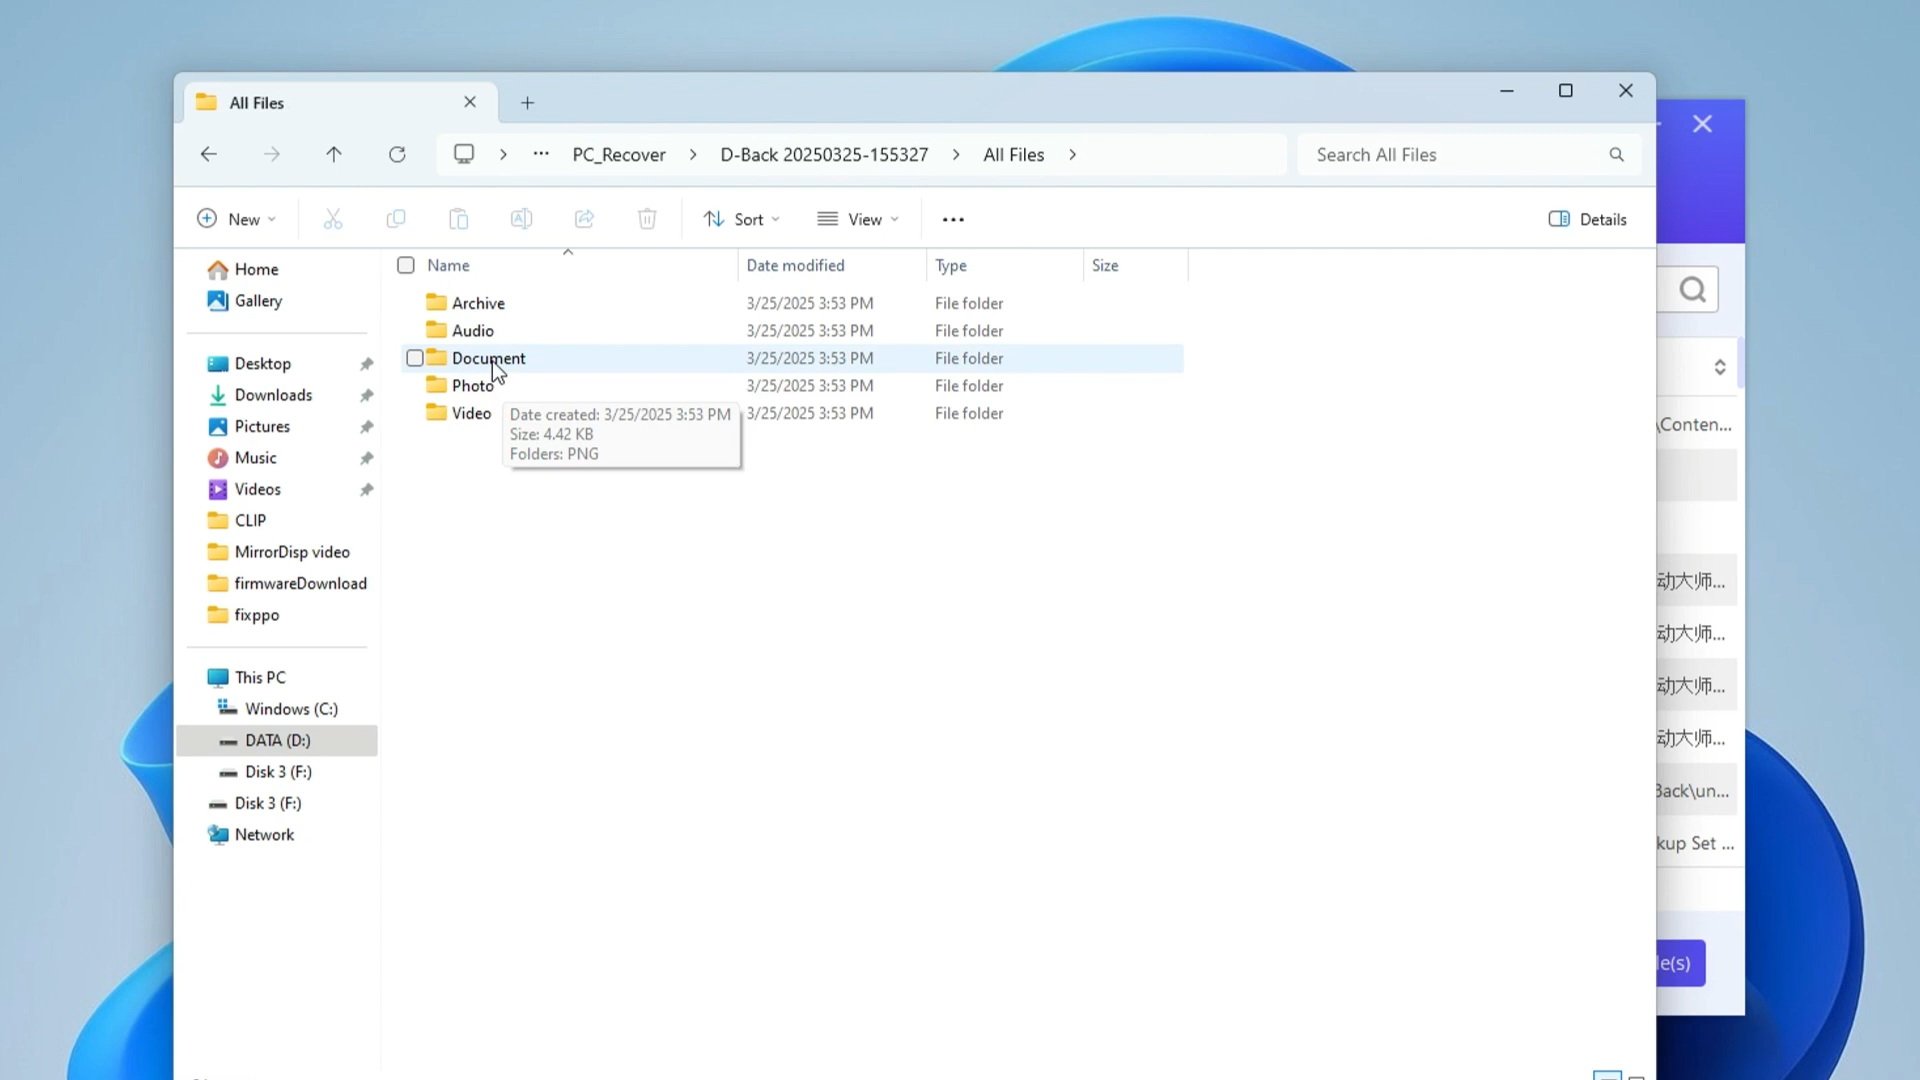 All Files
PC_Recover
D-Back 20250325-155327
All Files
Search All Files
New
Sort
View
Details
Home
Gallery
Desktop
Downloads
Pictures
Music
Videos
CLIP
MirrorDisp video
firmwareDownload
fixppo
This PC
Windows (C:)
DATA (D:)
Disk 3 (F:)
Disk 3 (F:)
Network
Name Date modified Type Size
Archive 3/25/2025 3:53 PM File folder
Audio 3/25/2025 3:53 PM File folder
Document 3/25/2025 3:53 PM File folder
Photo 3/25/2025 3:53 PM File folder
Video 3/25/2025 3:53 PM File folder
Date created: 3/25/2025 3:53 PM
Size: 4.42 KB
Folders: PNG
\Conten...
动大师...
动大师...
动大师...
动大师...
Back\un...
kup Set ...
le(s)